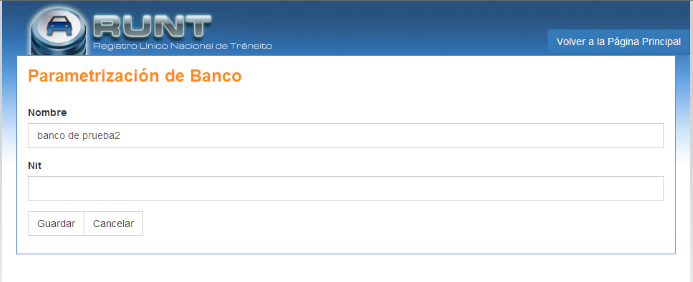 RUNT
Registro Unico Nacional de Tránsito
Volver a la Página Principal
Parametrización de Banco
Nombre
banco de prueba2
Nit
Guardar Cancelar